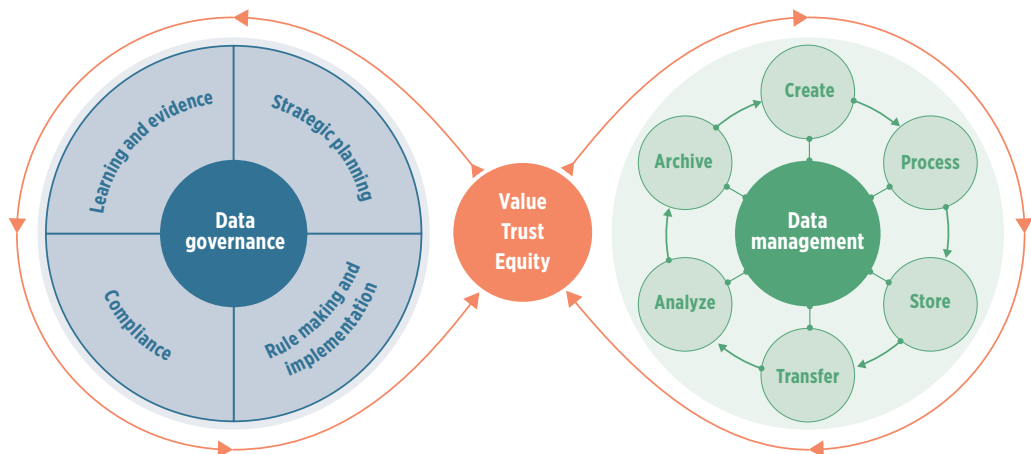 Learning and evidence
Strategic planning
Data
governance
Compliance
Rule making and
implementation
Value
Trust
Equity
Create
Process
Store
Transfer
Analyze
Archive
Data
management